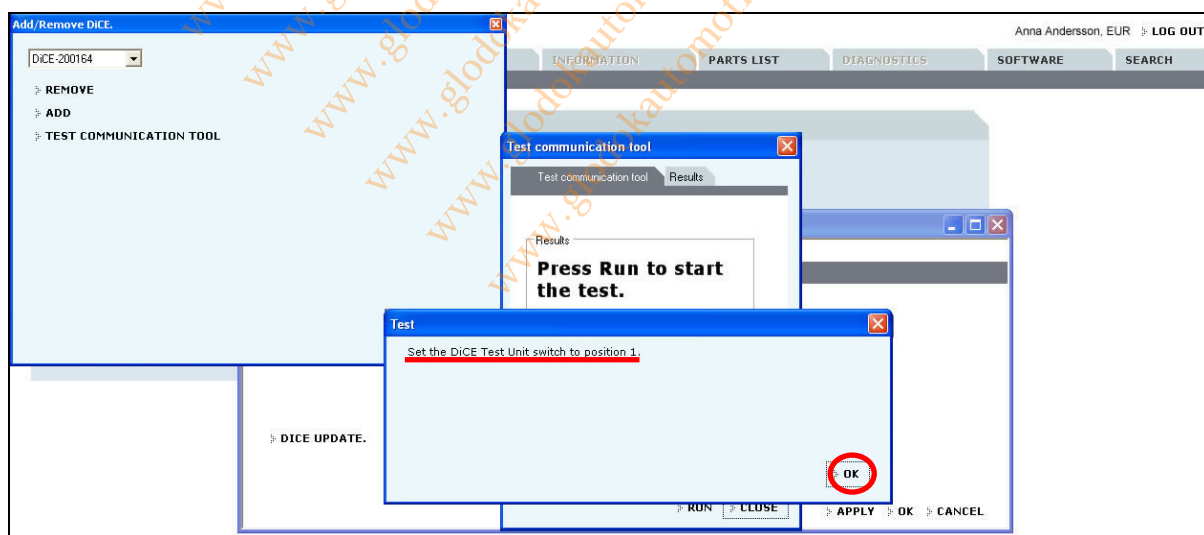 Add/Remove DiCE.
Anna Andersson, EUR LOG OUT
DiCE-200164
INFORMATION PARTS LIST DIAGNOSTICS SOFTWARE SEARCH
REMOVE
ADD
TEST COMMUNICATION TOOL
Test communication tool
Test communication tool Results
Results
Press Run to start
the test.
Test
Set the DiCE Test Unit switch to position 1.
DICE UPDATE.
OK
RUN CLOSE
APPLY OK CANCEL